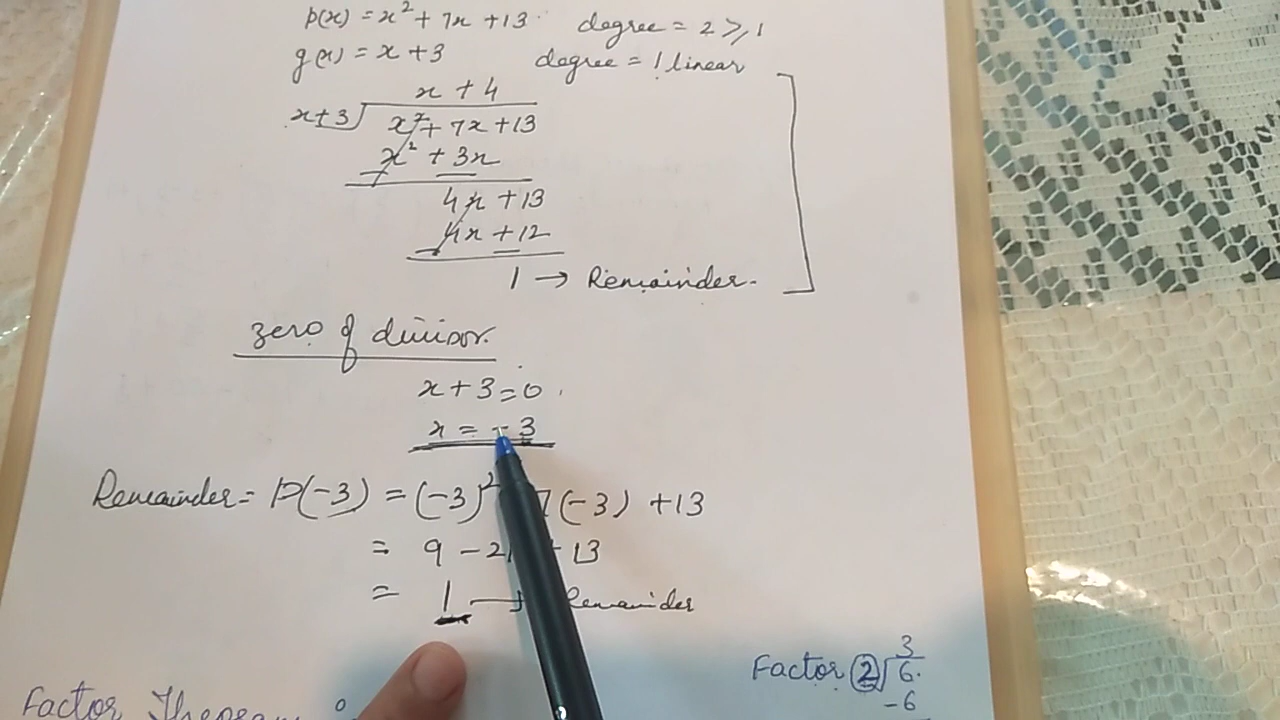 p(x) = x² + 7x + 13 degree = 2 ≥ 1
g(x) = x + 3 degree = 1 linear
x + 4
x+3 x² + 7x + 13
x² + 3x
4x + 13
4x + 12
1 → Remainder.
zero of divisor.
x + 3 = 0
x = - 3
Remainder = P(-3) = (-3)² 7(-3) + 13
= 9 - 2 + 13
= 1 → Remainder
3
Factor 2 6.
-6
Factor Theorem